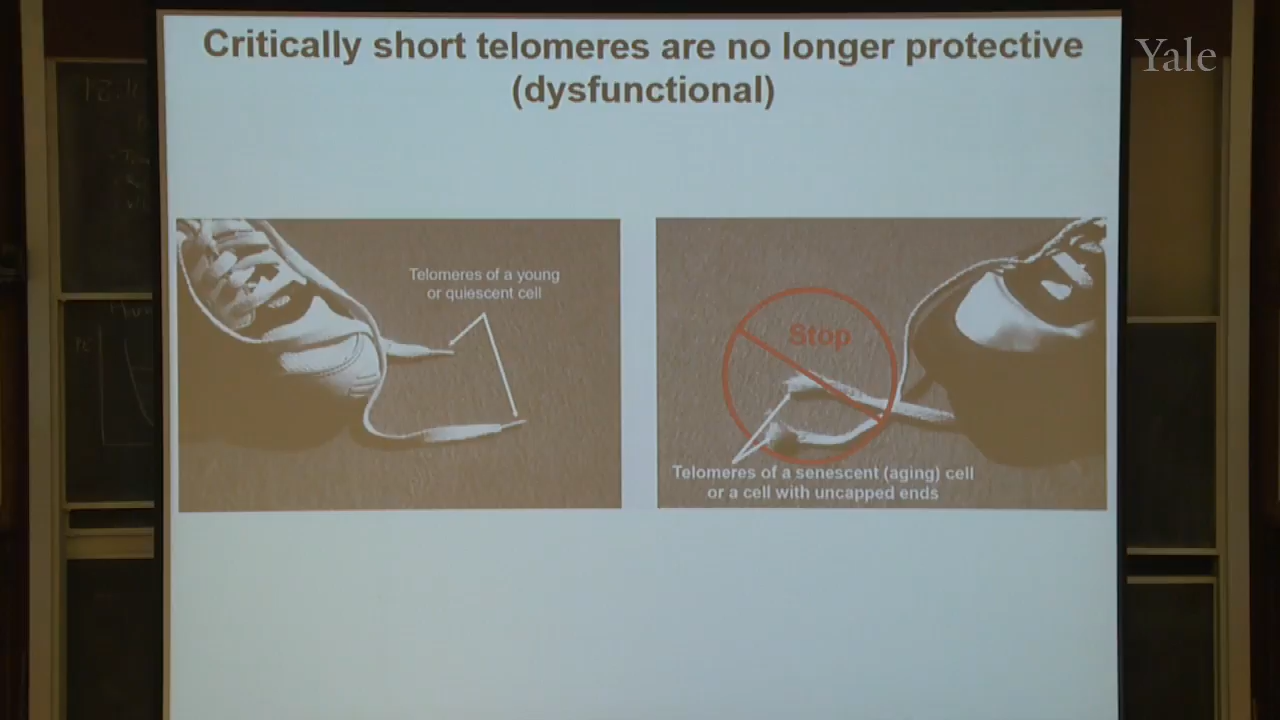 Critically short telomeres are no longer protective
(dysfunctional)
Yale
Telomeres of a young
or quiescent cell
Stop
Telomeres of a senescent (aging) cell
or a cell with uncapped ends